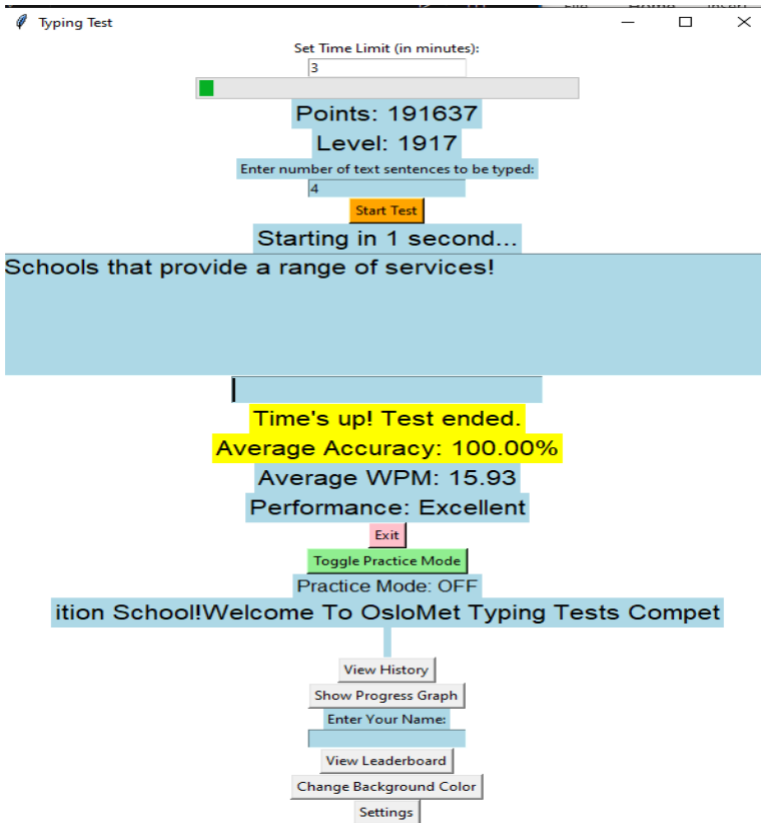 Typing Test
Set Time Limit (in minutes):
3
Points: 191637
Level: 1917
Enter number of text sentences to be typed:
4
Start Test
Starting in 1 second...
Schools that provide a range of services!
Time's up! Test ended.
Average Accuracy: 100.00%
Average WPM: 15.93
Performance: Excellent
Exit
Toggle Practice Mode
Practice Mode: OFF
ition School!Welcome To OsloMet Typing Tests Compet
View History
Show Progress Graph
Enter Your Name:
View Leaderboard
Change Background Color
Settings